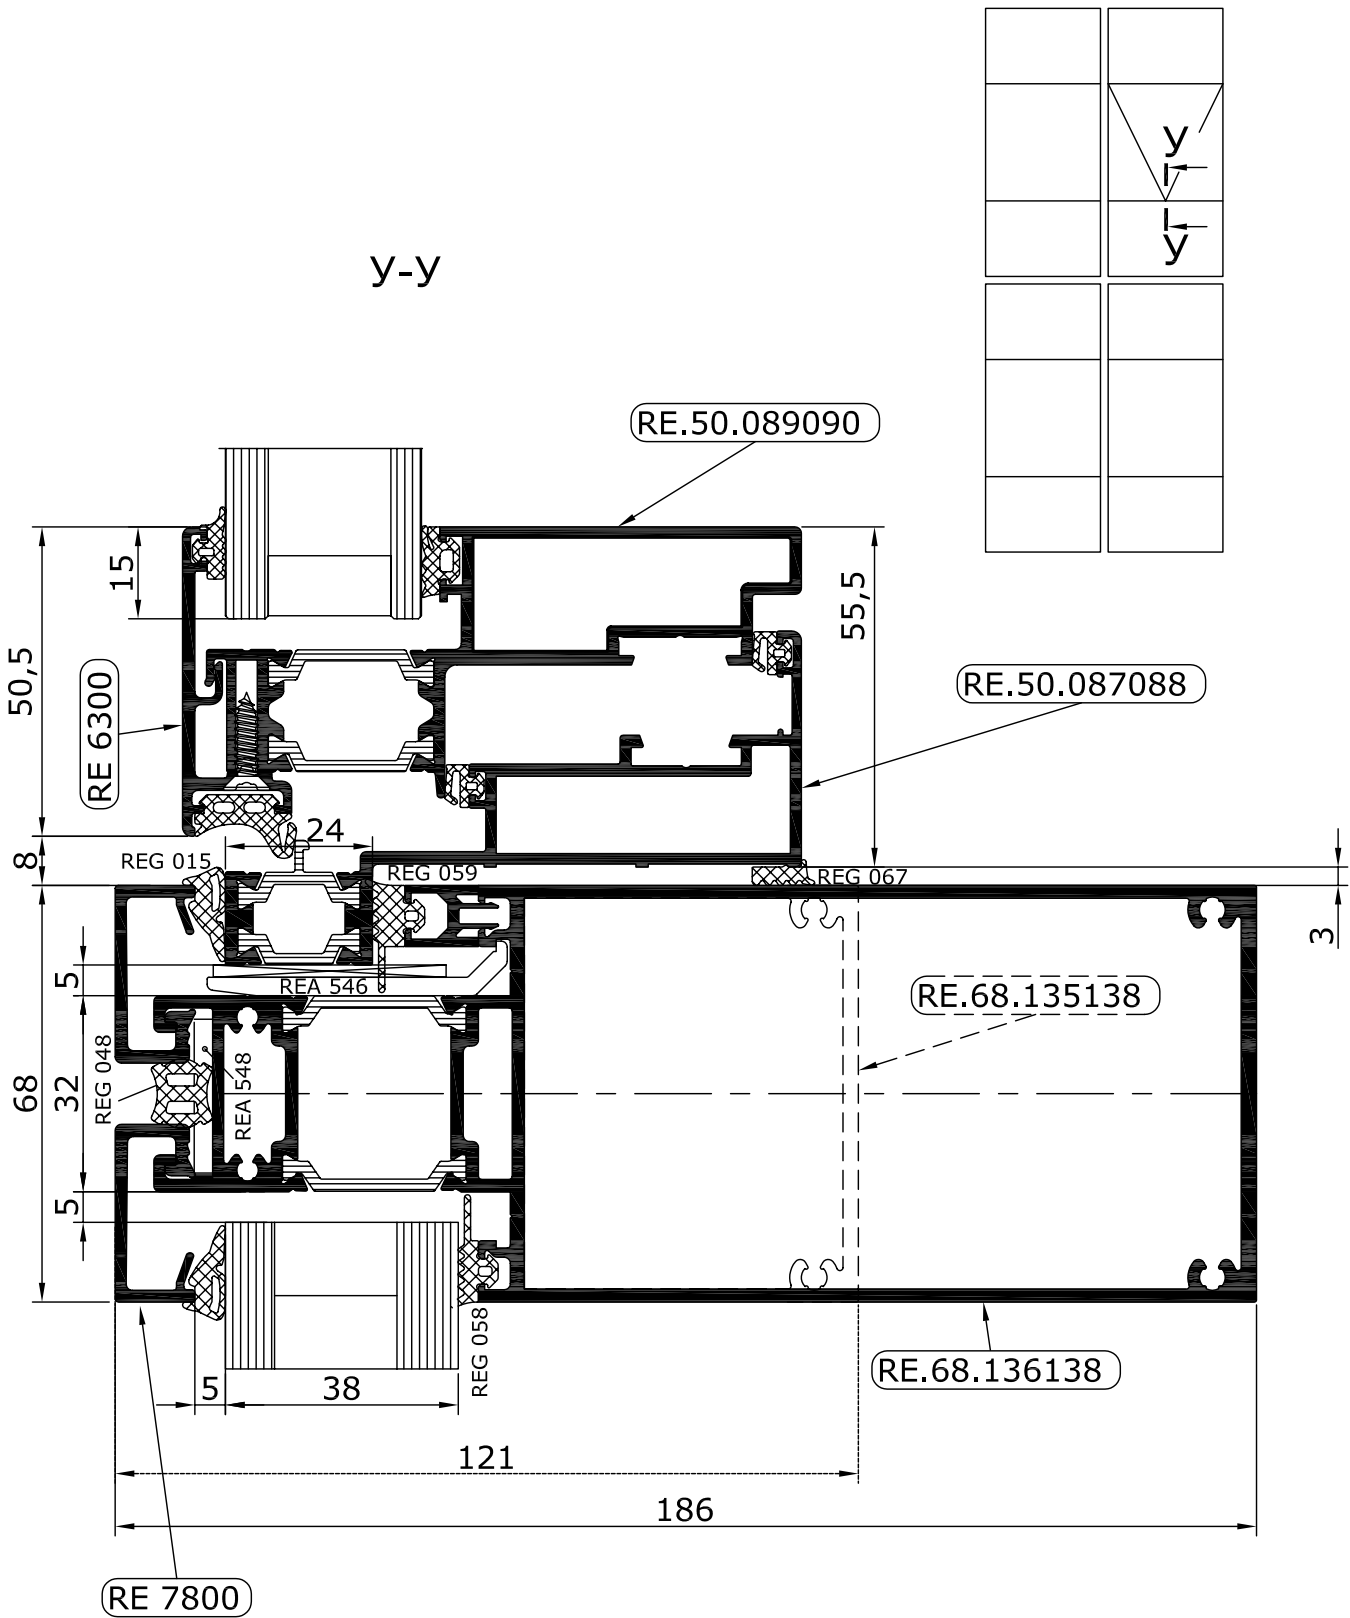 У
У
У-У
RE.50.089090
15
50,5
55,5
RE 6300
RE.50.087088
24
8
REG 015
REG 059
REG 067
3
5
REA 546
RE.68.135138
REG 048
REA 548
68
32
5
REG 058
RE.68.136138
5
38
121
186
RE 7800